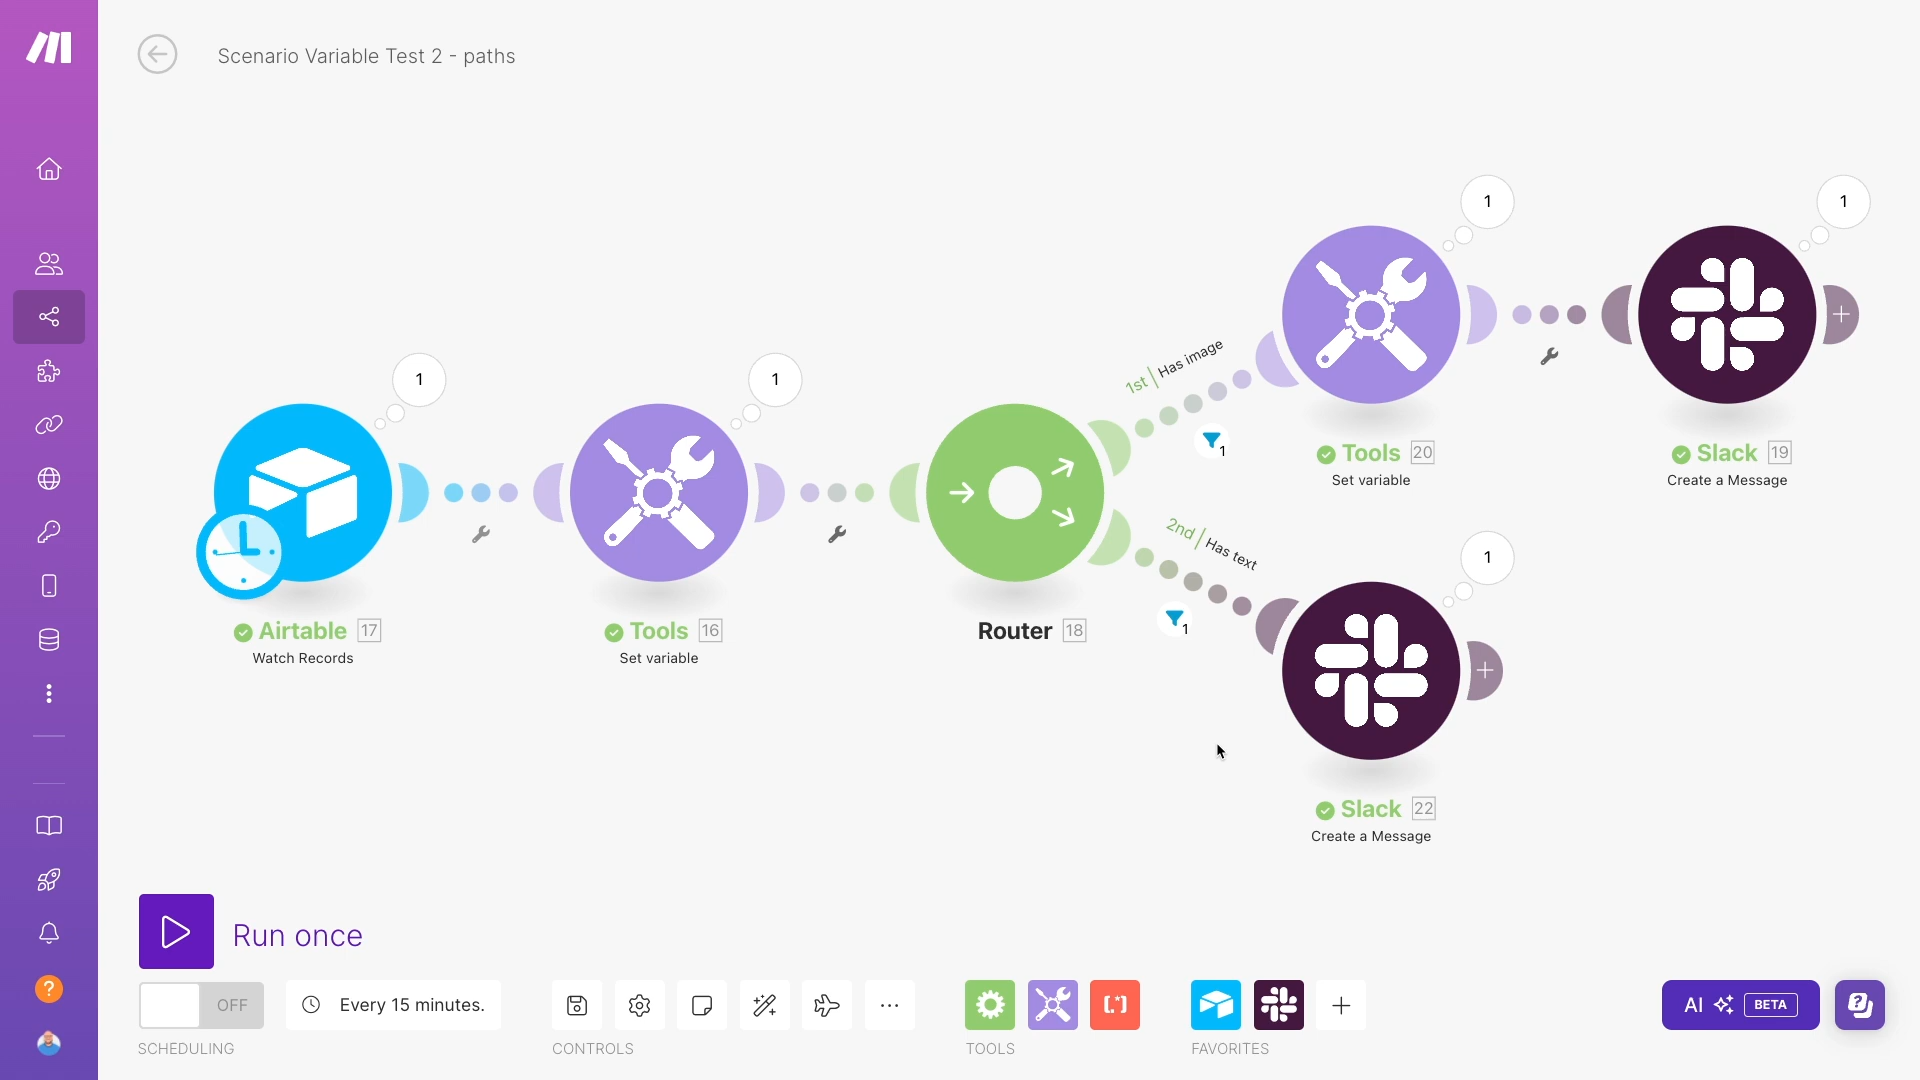 Scenario Variable Test 2 - paths
1
1
1
1
1st | Has image
1
Tools 20
Set variable
Slack 19
Create a Message
2nd | Has text
1
1
Airtable 17
Watch Records
Tools 16
Set variable
Router 18
Slack 22
Create a Message
Run once
OFF
Every 15 minutes.
AI BETA
SCHEDULING
CONTROLS
TOOLS
FAVORITES